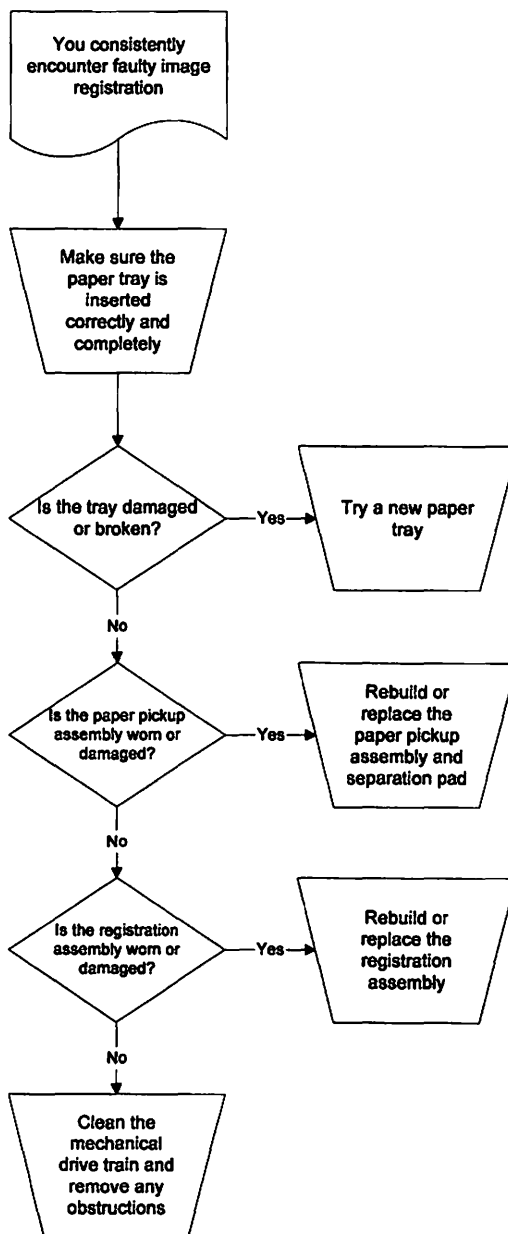 You consistently
encounter faulty image
registration
Make sure the
paper tray is
inserted
correctly and
completely
Is the tray damaged
or broken?
Yes
Try a new paper
tray
No
Is the paper pickup
assembly worn or
damaged?
Yes
Rebuild or
replace the
paper pickup
assembly and
separation pad
No
Is the registration
assembly worn or
damaged?
Yes
Rebuild or
replace the
registration
assembly
No
Clean the
mechanical
drive train and
remove any
obstructions